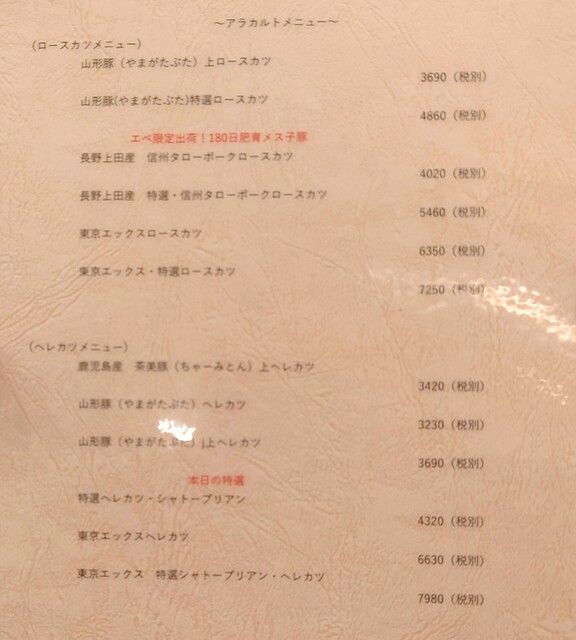 ~アラカルトメニュー~
(ロースカツメニュー)
山形豚（やまがたぶた）上ロースカツ
3690（税別）
山形豚(やまがたぶた)特選ロースカツ
4860（税別）
エペ限定出荷！180日肥育メス子豚
長野上田産　信州タローポークロースカツ
4020（税別）
長野上田産　特選・信州タローポークロースカツ
5460（税別）
東京エックスロースカツ
6350（税別）
東京エックス・特選ロースカツ
7250（税別）
(ヘレカツメニュー)
鹿児島産　茶美豚（ちゃーみとん）上ヘレカツ
3420（税別）
山形豚（やまがたぶた）ヘレカツ
3230（税別）
山形豚（やまがたぶた）j上ヘレカツ
3690（税別）
本日の特選
特選ヘレカツ・シャトーブリアン
4320（税別）
東京エックスヘレカツ
6630（税別）
東京エックス　特選シャトーブリアン・ヘレカツ
7980（税別）